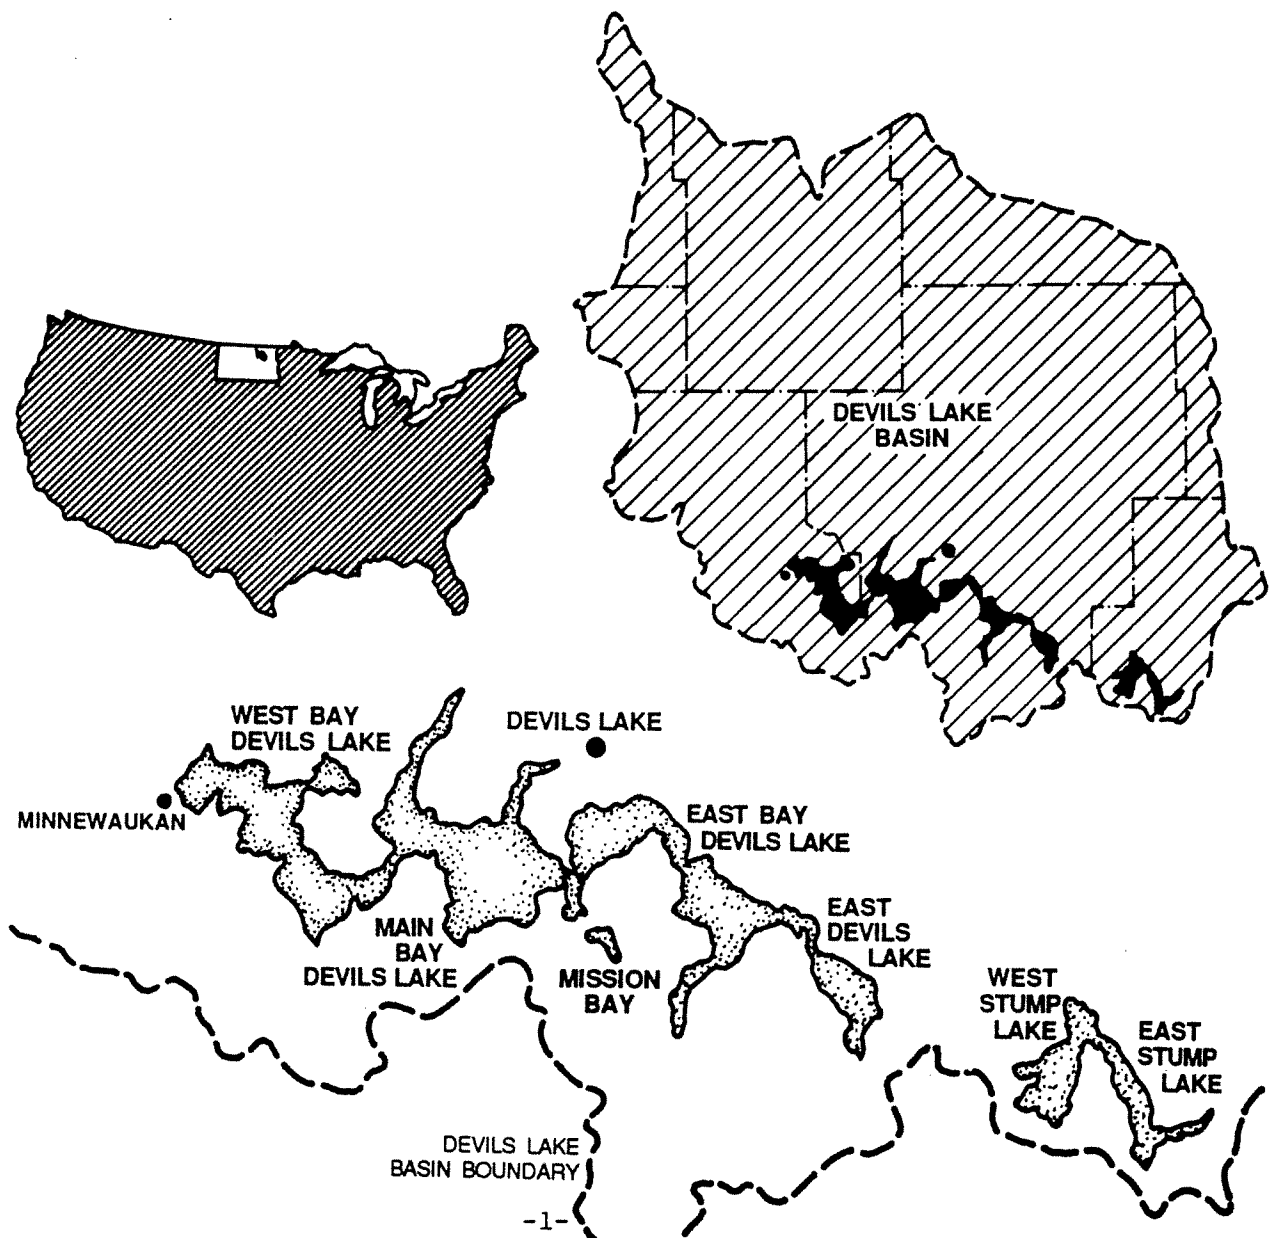 DEVILS LAKE
BASIN
WEST BAY
DEVILS LAKE
DEVILS LAKE
MINNEWAUKAN
EAST BAY
DEVILS LAKE
MAIN
BAY
DEVILS LAKE
MISSION
BAY
EAST
DEVILS
LAKE
WEST
STUMP
LAKE
EAST
STUMP
LAKE
DEVILS LAKE
BASIN BOUNDARY
-1-